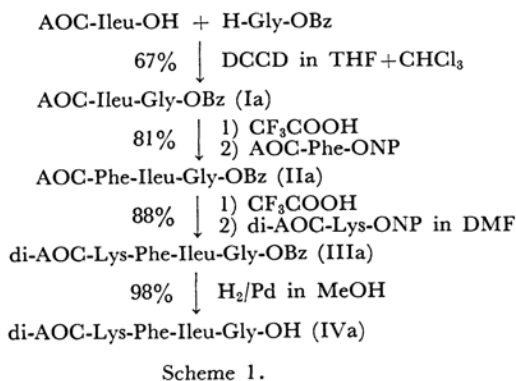 AOC-Ileu-OH + H-Gly-OBz
67% ↓ DCCD in THF+CHCl₃
AOC-Ileu-Gly-OBz (Ia)
81% ↓ 1) CF₃COOH
2) AOC-Phe-ONP
AOC-Phe-Ileu-Gly-OBz (IIa)
88% ↓ 1) CF₃COOH
2) di-AOC-Lys-ONP in DMF
di-AOC-Lys-Phe-Ileu-Gly-OBz (IIIa)
98% ↓ H₂/Pd in MeOH
di-AOC-Lys-Phe-Ileu-Gly-OH (IVa)
Scheme 1.